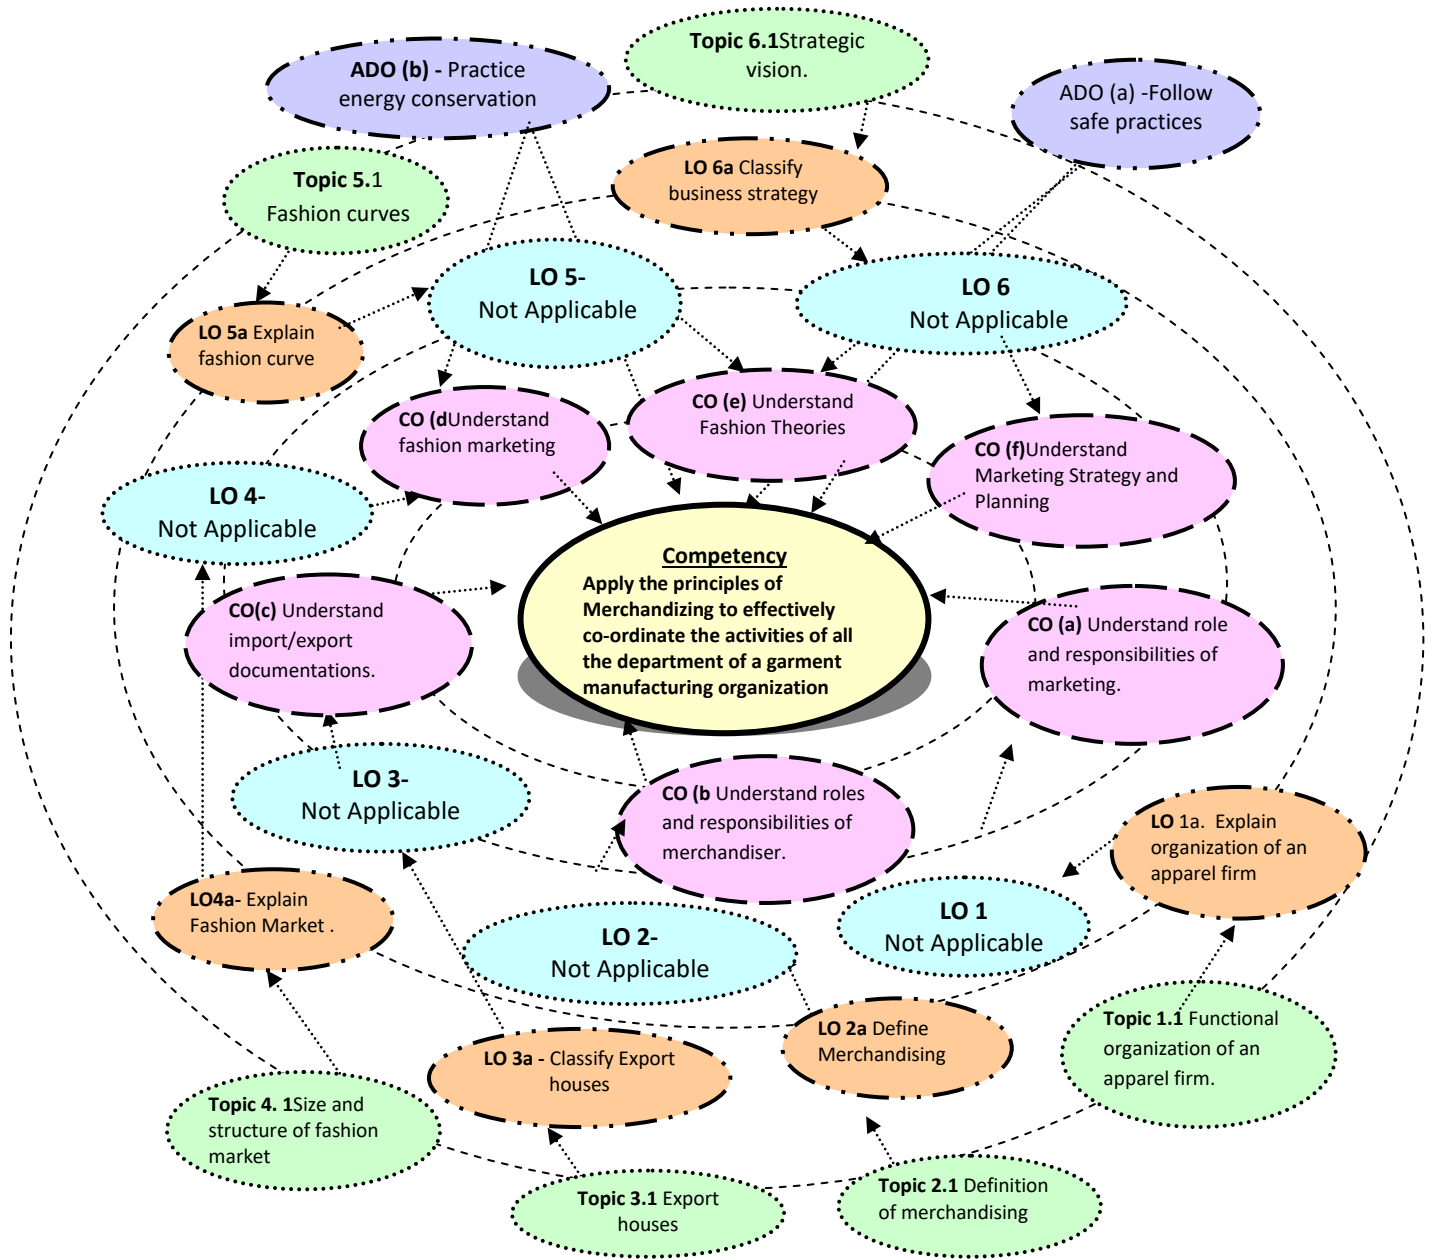 Topic 6.1Strategic
vision.
ADO (b) - Practice
energy conservation
ADO (a) -Follow
safe practices
LO 6a Classify
business strategy
Topic 5.1
Fashion curves
LO 5-
Not Applicable
LO 6
Not Applicable
LO 5a Explain
fashion curve
CO (e) Understand
Fashion Theories
CO (dUnderstand
fashion marketing
CO (f)Understand
Marketing Strategy and
Planning
LO 4-
Not Applicable
Competency
Apply the principles of
Merchandizing to effectively
co-ordinate the activities of all
the department of a garment
manufacturing organization
CO(c) Understand
import/export
documentations.
CO (a) Understand role
and responsibilities of
marketing.
LO 3-
Not Applicable
CO (b Understand roles
and responsibilities of
merchandiser.
LO 1a. Explain
organization of an
apparel firm
LO4a- Explain
Fashion Market .
LO 1
Not Applicable
LO 2-
Not Applicable
LO 2a Define
Merchandising
Topic 1.1 Functional
organization of an
apparel firm.
LO 3a - Classify Export
houses
Topic 4. 1Size and
structure of fashion
market
Topic 3.1 Export
houses
Topic 2.1 Definition
of merchandising